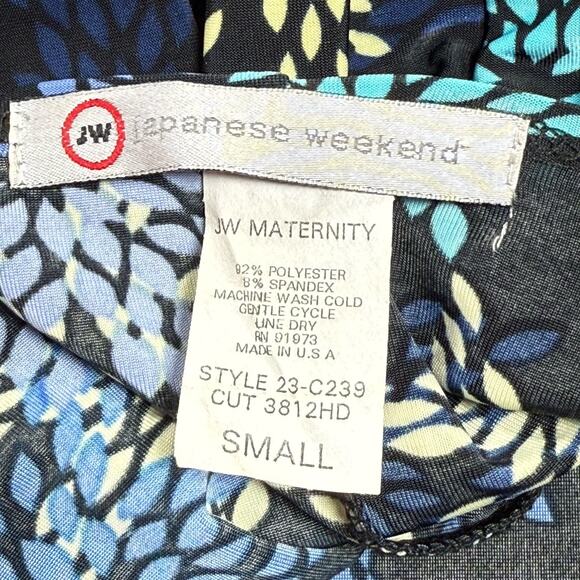 JW japanese weekend
JW MATERNITY
92% POLYESTER
8% SPANDEX
MACHINE WASH COLD
GENTLE CYCLE
LINE DRY
RN 91973
MADE IN U S A
STYLE 23-C239
CUT 3812HD
SMALL